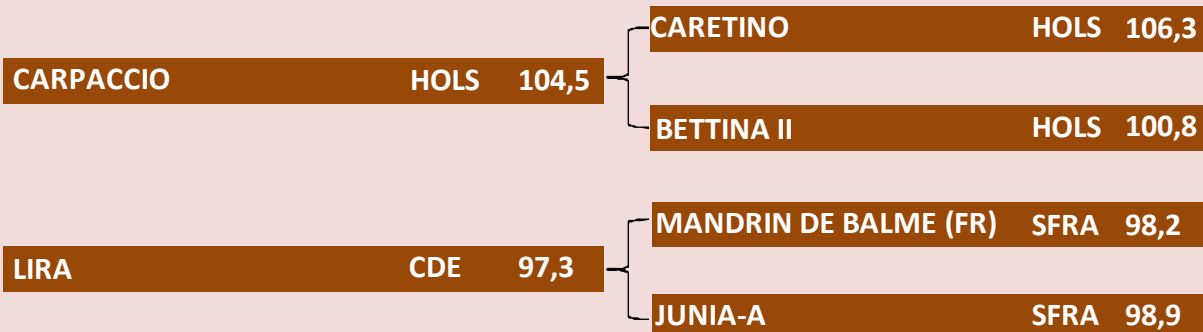 CARETINO HOLS 106,3
CARPACCIO HOLS 104,5
BETTINA II HOLS 100,8
MANDRIN DE BALME (FR) SFRA 98,2
LIRA CDE 97,3
JUNIA-A SFRA 98,9